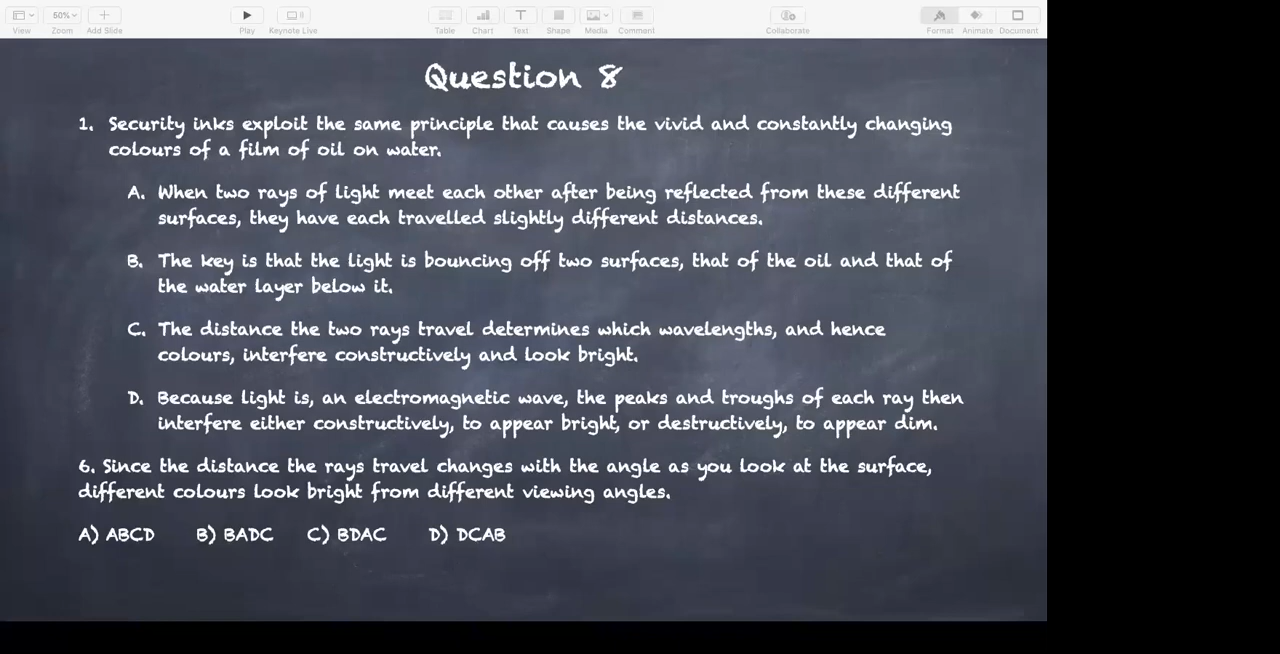 View
50%
Zoom
Add Slide
Play
Keynote Live
Table
Chart
Text
Shape
Media
Comment
Collaborate
Format
Animate
Document
Question 8
1. Security inks exploit the same principle that causes the vivid and constantly changing
colours of a film of oil on water.
A. When two rays of light meet each other after being reflected from these different
surfaces, they have each travelled slightly different distances.
B. The key is that the light is bouncing off two surfaces, that of the oil and that of
the water layer below it.
C. The distance the two rays travel determines which wavelengths, and hence
colours, interfere constructively and look bright.
D. Because light is, an electromagnetic wave, the peaks and troughs of each ray then
interfere either constructively, to appear bright, or destructively, to appear dim.
6. Since the distance the rays travel changes with the angle as you look at the surface,
different colours look bright from different viewing angles.
A) ABCD B) BADC C) BDAC D) DCAB